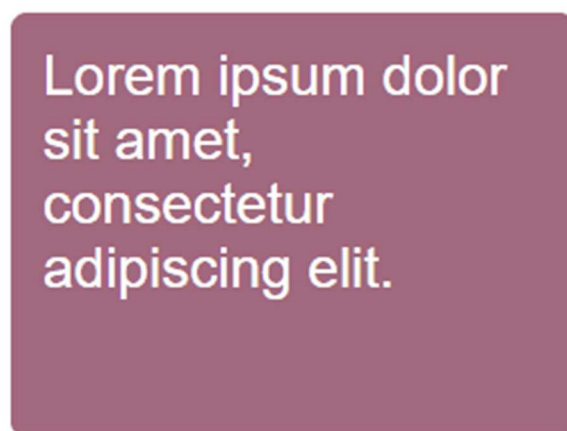 Lorem ipsum dolor
sit amet,
consectetur
adipiscing elit.